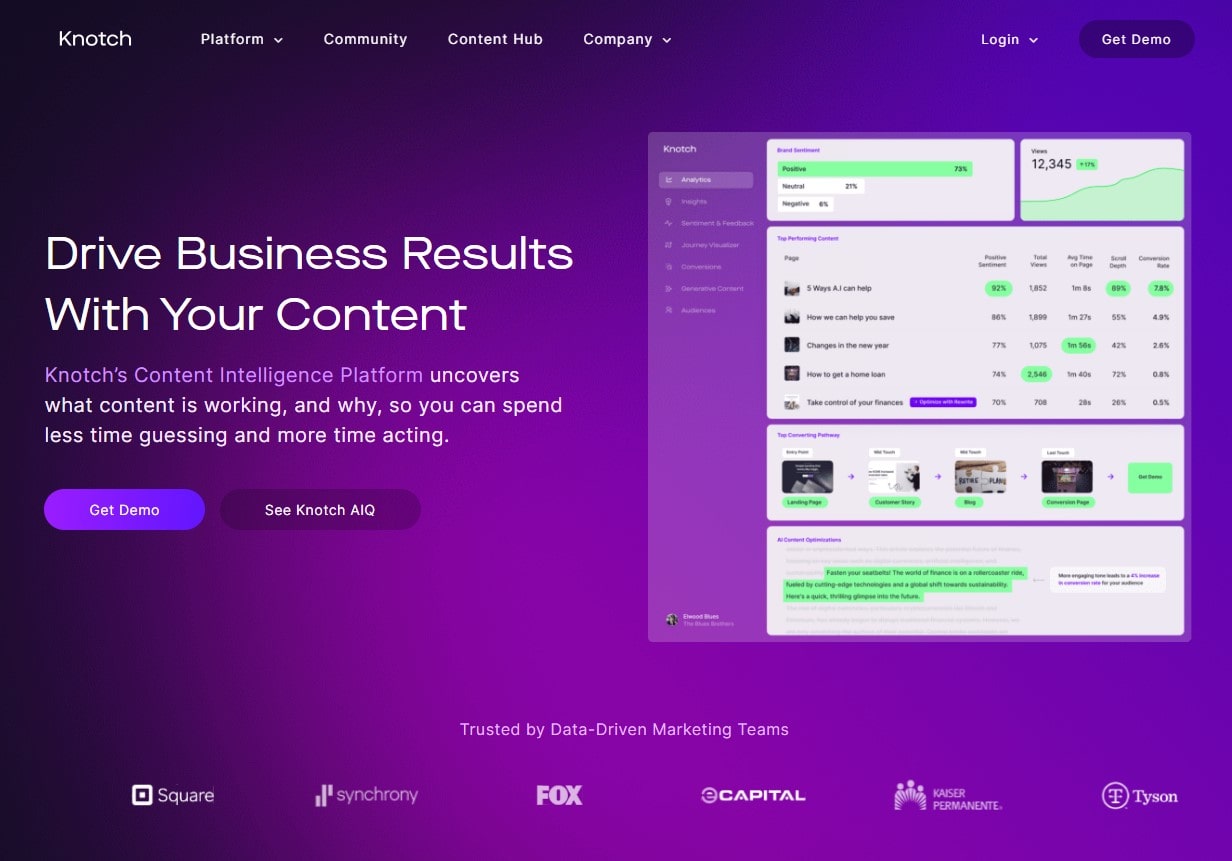 Knotch
Platform
Community
Content Hub
Company
Login
Get Demo
Drive Business Results
With Your Content
Knotch's Content Intelligence Platform uncovers
what content is working, and why, so you can spend
less time guessing and more time acting.
Get Demo
See Knotch AIQ
Knotch
Analytics
Insights
Sentiment & Feedback
Journey Visualizer
Conversions
Generative Content
Audiences
Elwood Blues
The Blues Brothers
Brand Sentiment
Positive 73%
Neutral 21%
Negative 6%
Views
12,345 17%
Top Performing Content
Page Positive Sentiment Total Views Avg Time on Page Scroll Depth Conversion Rate
5 Ways A.I can help 92% 1,852 1m 8s 89% 7.8%
How we can help you save 86% 1,899 1m 27s 55% 4.9%
Changes in the new year 77% 1,075 1m 56s 42% 2.6%
How to get a home loan 74% 2,546 1m 40s 72% 0.8%
Take control of your finances + Optimize with Rewrite 70% 708 28s 26% 0.5%
Top Converting Pathway
Entry Point Mid Touch Mid Touch Last Touch
RETIRE PLAN
Get Demo
Landing Page Customer Story Blog Conversion Page
AI Content Optimizations
Fasten your seatbelts! The world of finance is on a rollercoaster ride,
fueled by cutting-edge technologies and a global shift towards sustainability.
Here's a quick, thrilling glimpse into the future.
More engaging tone leads to a 4% increase
in conversion rate for your audience
Trusted by Data-Driven Marketing Teams
Square
synchrony
FOX
eCAPITAL
KAISER
PERMANENTE
Tyson